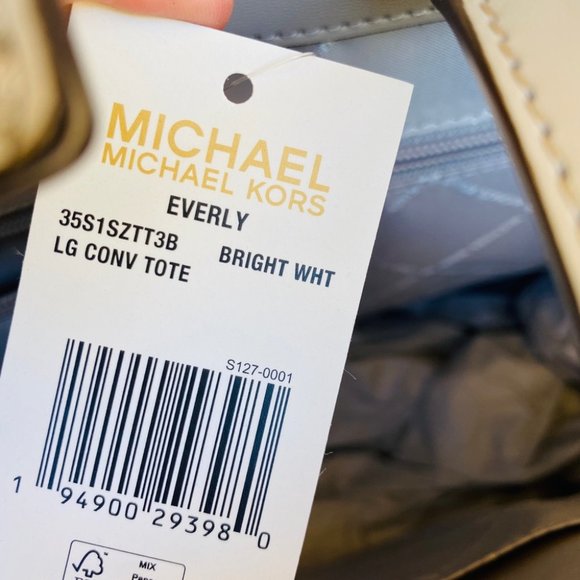 MICHAEL
MICHAEL KORS
EVERLY
35S1SZTT3B
LG CONV TOTE
BRIGHT WHT
S127-0001
1 94900 29398 0
MIX